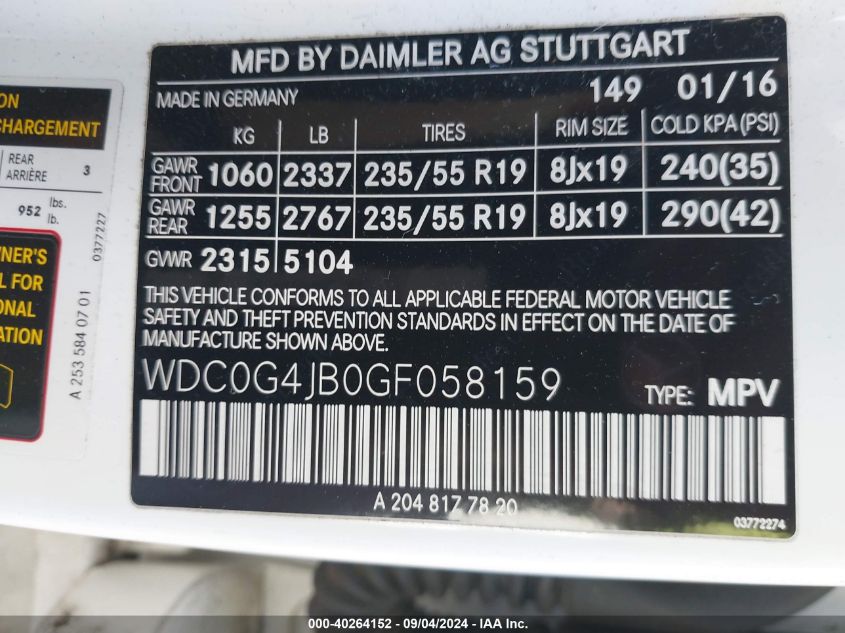 MFD BY DAIMLER AG STUTTGART
MADE IN GERMANY 149 01/16
KG LB TIRES RIM SIZE COLD KPA(PSI)
GAWR FRONT 1060 2337 235/55 R19 8Jx19 240(35)
GAWR REAR 1255 2767 235/55 R19 8Jx19 290(42)
GVWR 2315 5104
THIS VEHICLE CONFORMS TO ALL APPLICABLE FEDERAL MOTOR VEHICLE
SAFETY AND THEFT PREVENTION STANDARDS IN EFFECT ON THE DATE OF
MANUFACTURE SHOWN ABOVE.
WDC0G4JB0GF058159 TYPE: MPV
A 204 817 78 20
03772274
CHARGEMENT
REAR
ARRIÈRE 3
952 lbs.
lb.
0377227
A 253 584 07 01
L FOR
000-40264152 - 09/04/2024 - IAA Inc.